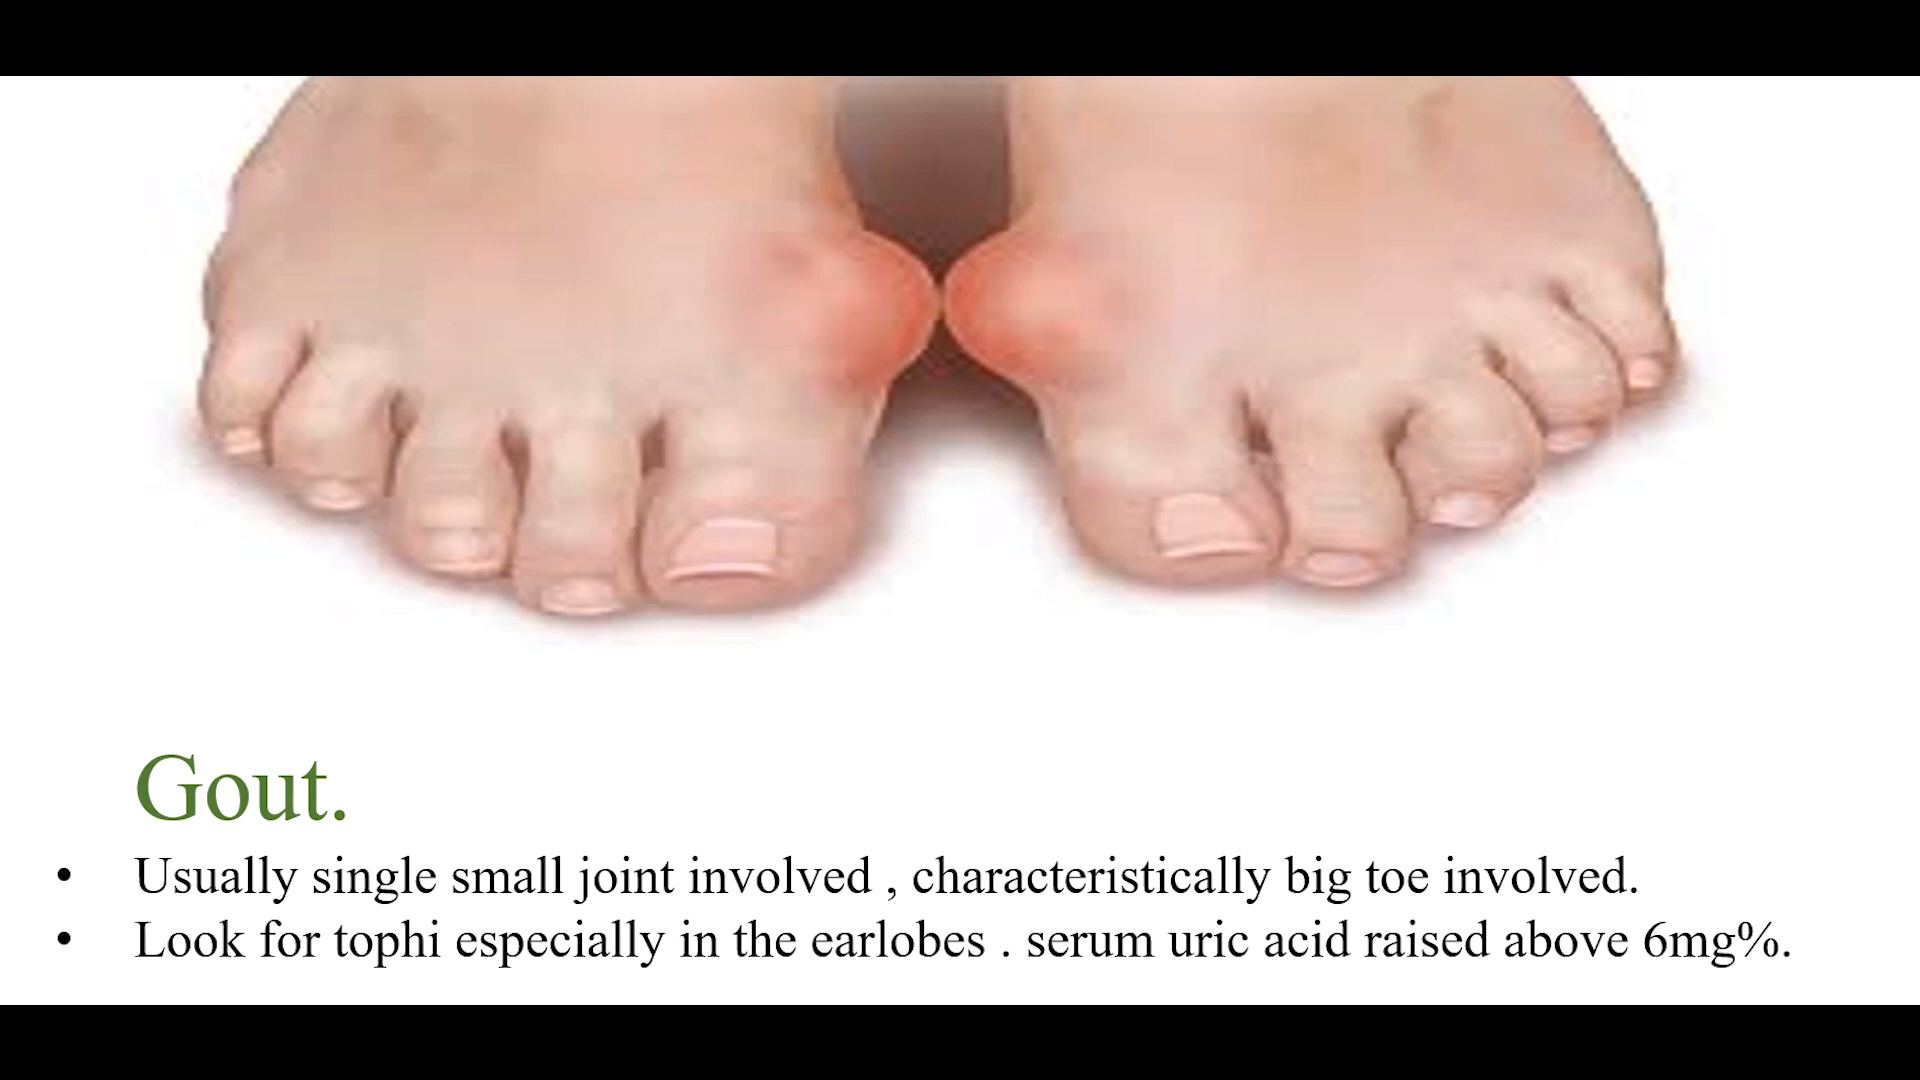 Gout.
• Usually single small joint involved , characteristically big toe involved.
• Look for tophi especially in the earlobes . serum uric acid raised above 6mg%.